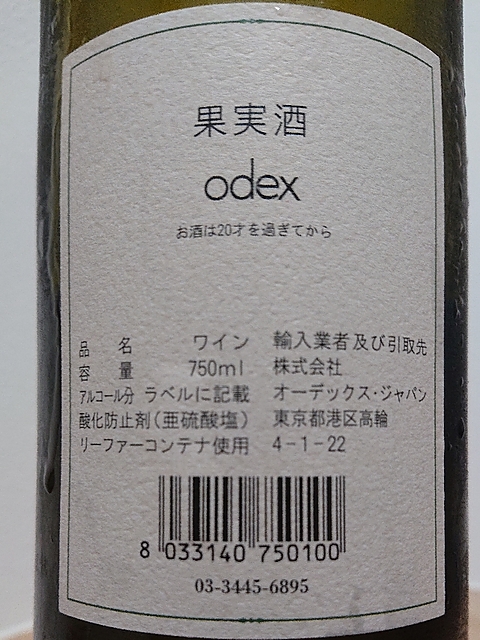 果実酒
odex
お酒は20才を過ぎてから
品名 ワイン
容量 750ml
アルコール分 ラベルに記載
酸化防止剤(亜硫酸塩)
リーファーコンテナ使用
輸入業者及び引取先
株式会社
オーデックス・ジャパン
東京都港区高輪
4-1-22
8 033140 750100
03-3445-6895